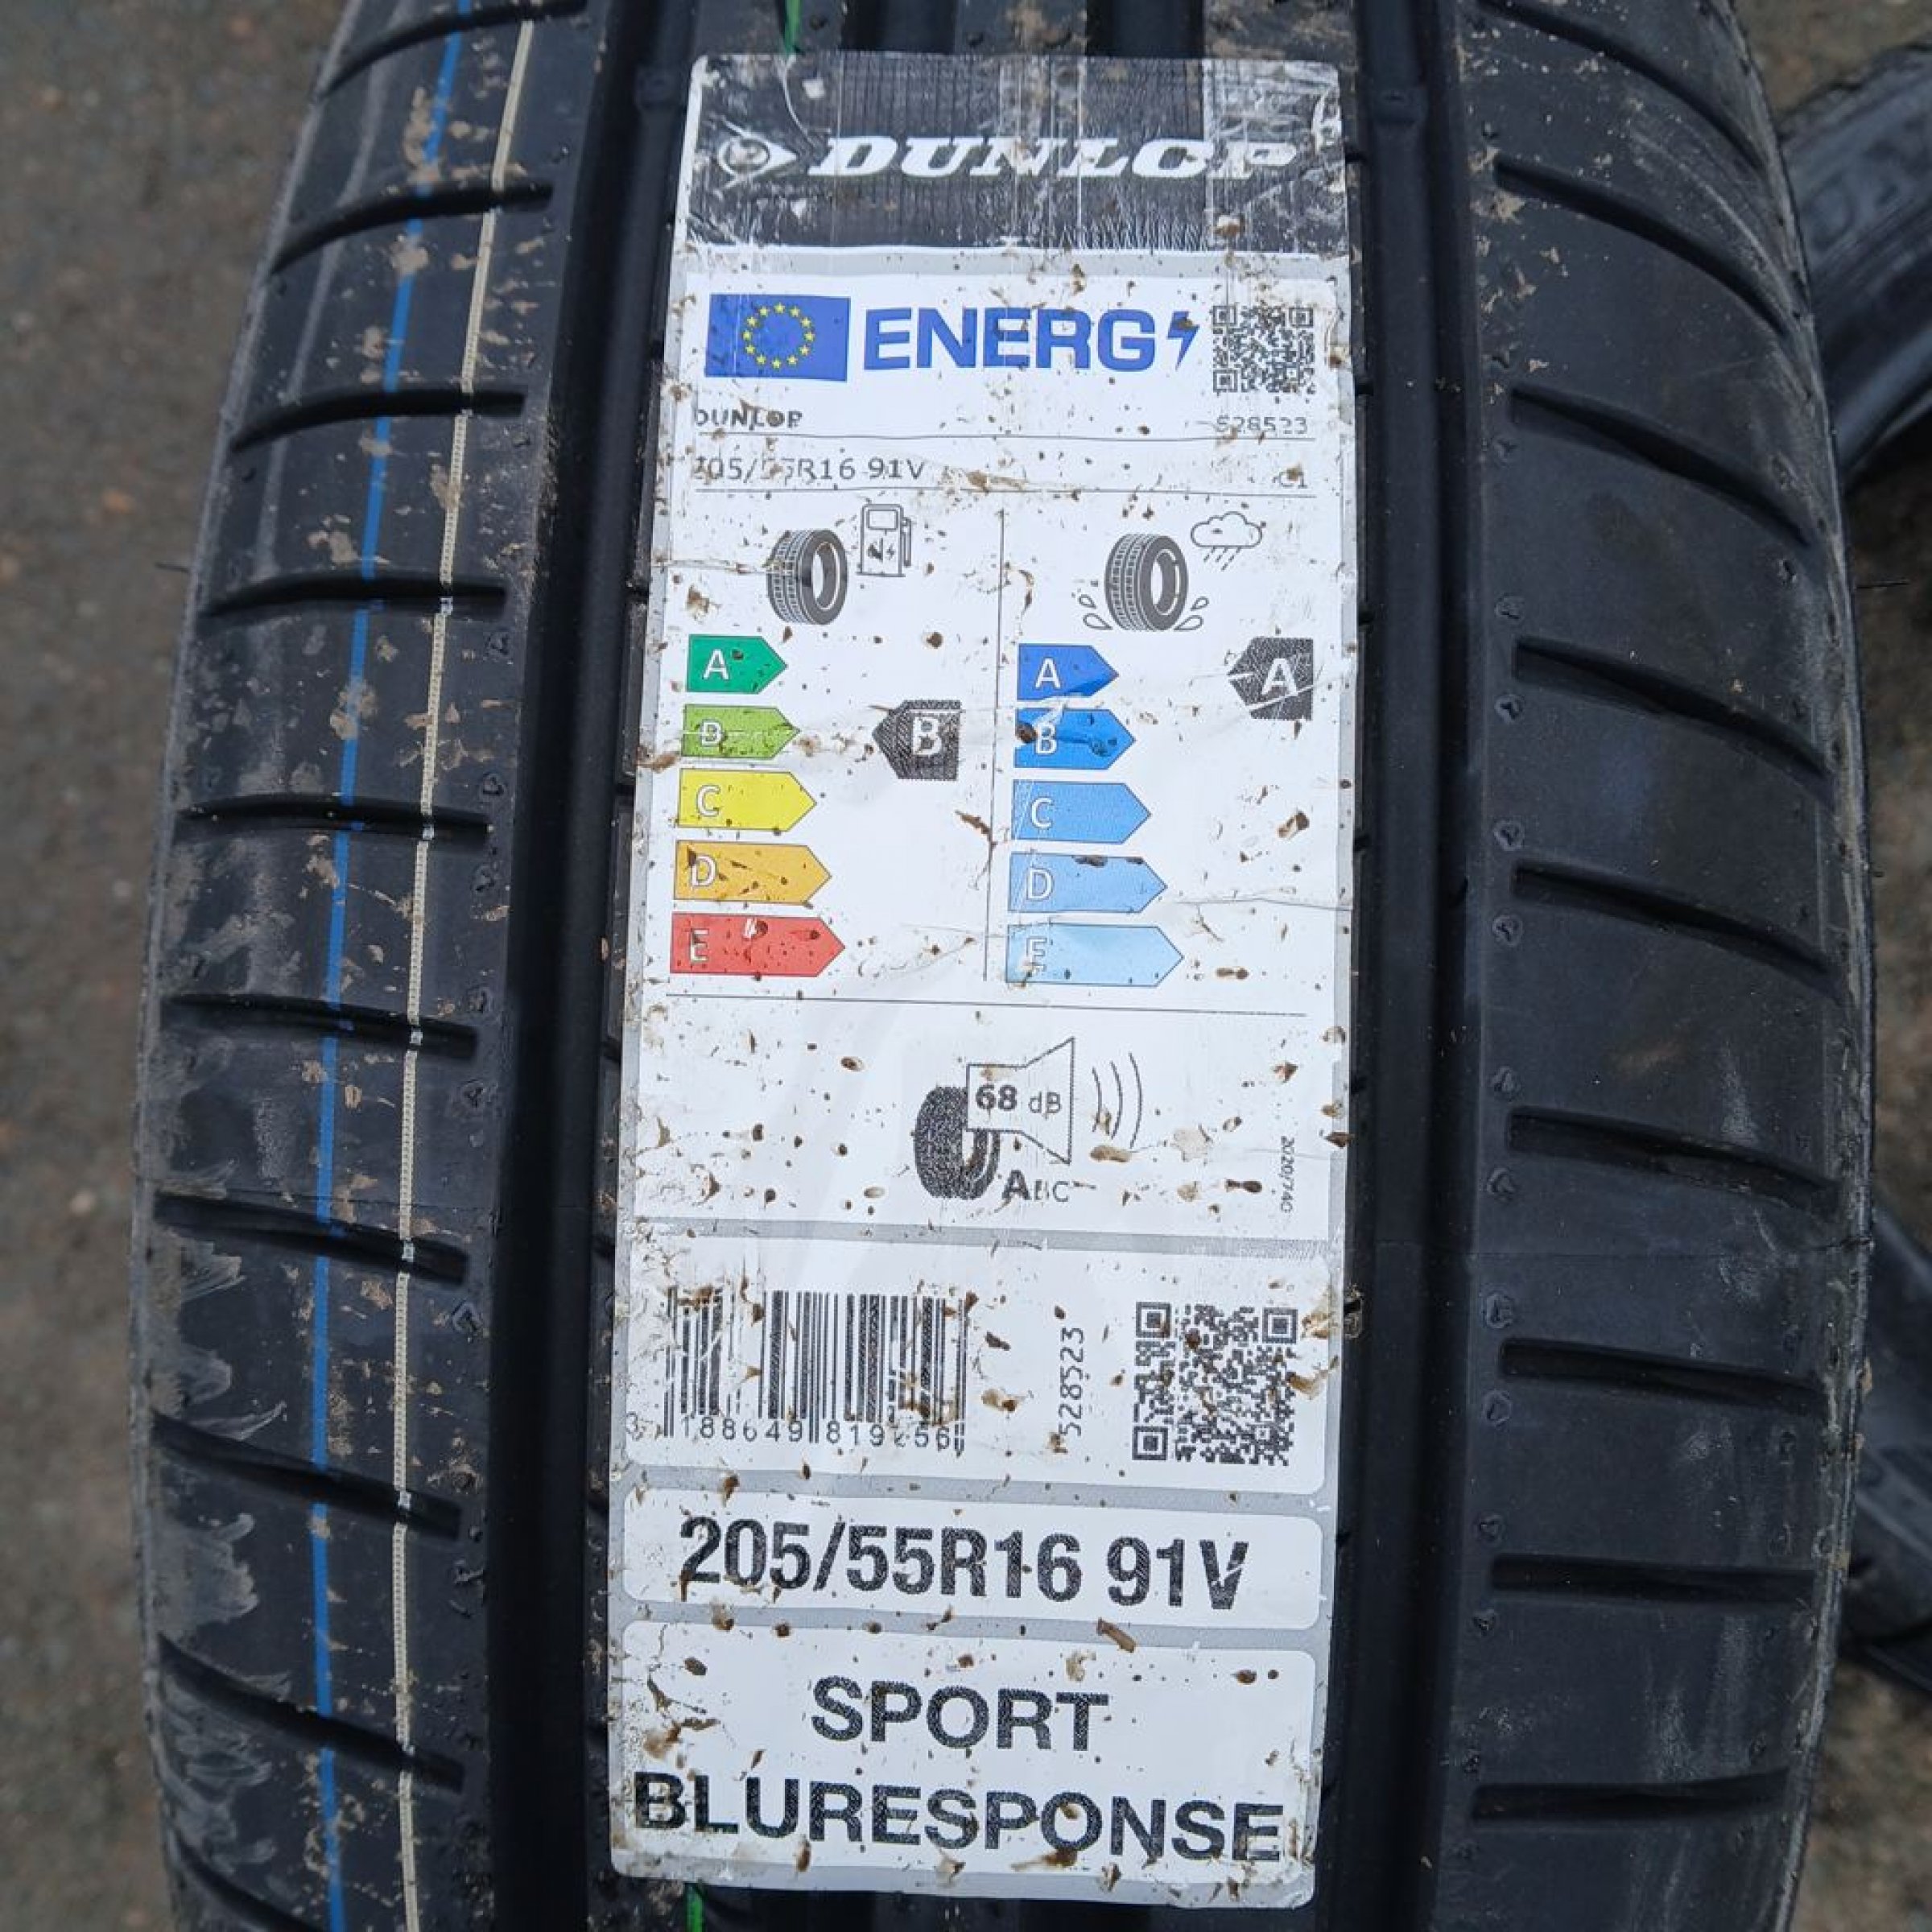 DUNLOP
ENERG
DUNLOP 528523
205/55R16 91V C1
A A A
B B B
C C
D D
E E
68 dB
ABC
2020/740
528523
205/55R16 91V
SPORT
BLURESPONSE